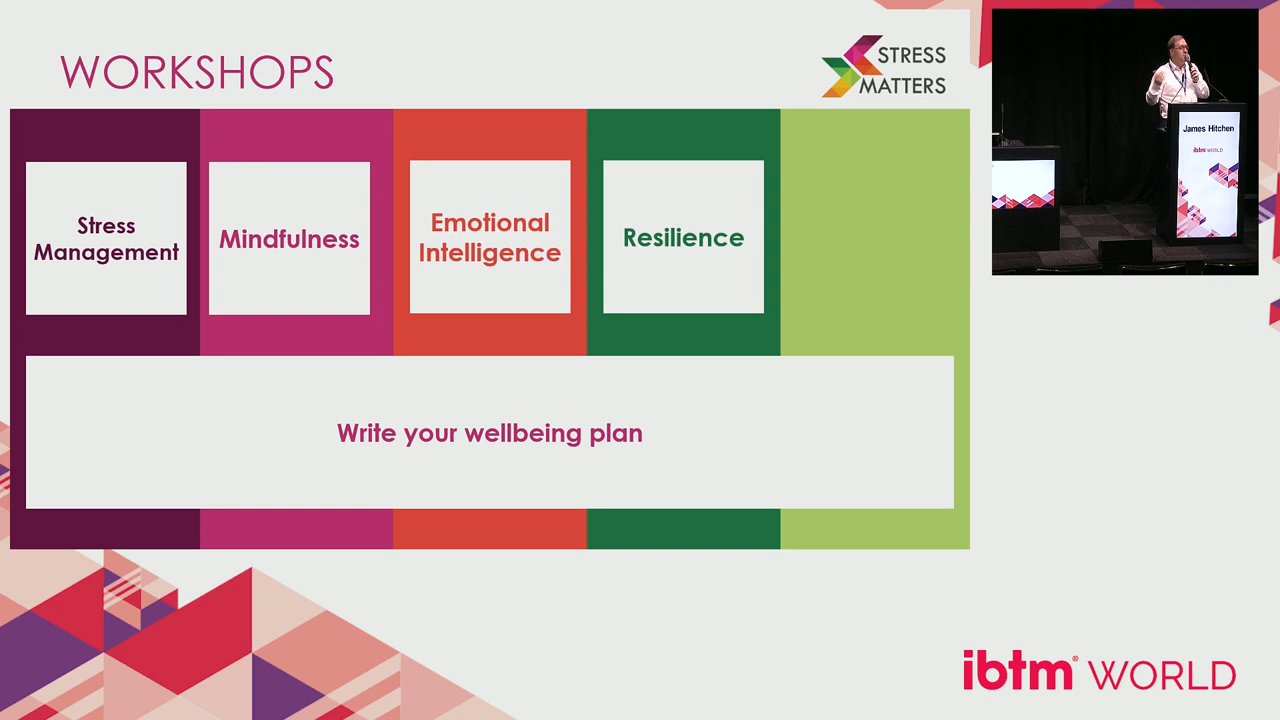 WORKSHOPS
STRESS
MATTERS
Stress
Management
Mindfulness
Emotional
Intelligence
Resilience
Write your wellbeing plan
James Hitchen
ibtm WORLD
ibtm® WORLD